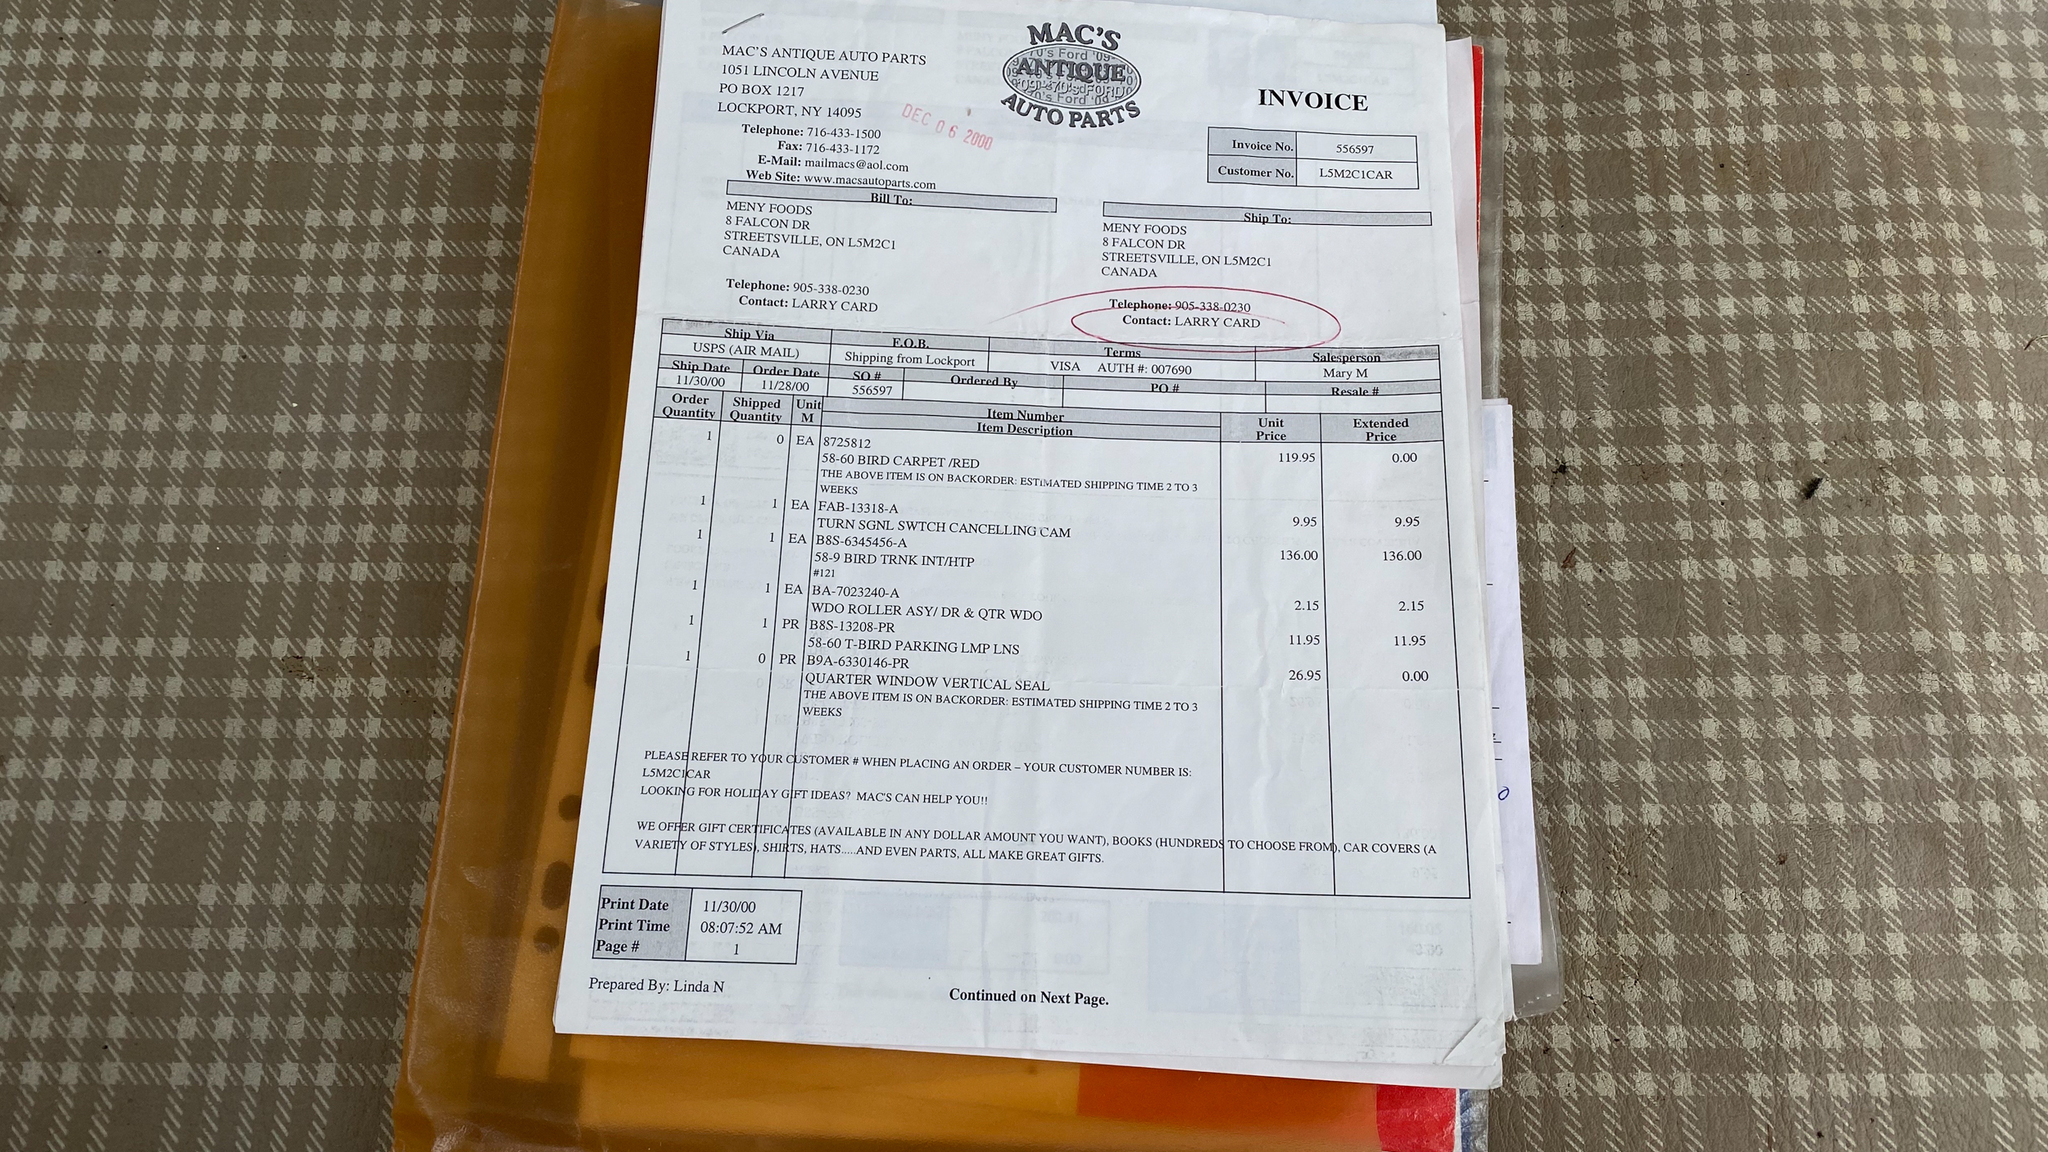 MAC'S
ANTIQUE
AUTO PARTS
MAC'S ANTIQUE AUTO PARTS
1051 LINCOLN AVENUE
PO BOX 1217
LOCKPORT, NY 14095
Telephone: 716-433-1500
Fax: 716-433-1172
E-Mail: mailmacs@aol.com
Web Site: www.macsautoparts.com
DEC 06 2000
INVOICE
Invoice No. 556597
Customer No. L5M2C1CAR
Bill To:
MENY FOODS
8 FALCON DR
STREETSVILLE, ON L5M2C1
CANADA
Telephone: 905-338-0230
Contact: LARRY CARD
Ship To:
MENY FOODS
8 FALCON DR
STREETSVILLE, ON L5M2C1
CANADA
Telephone: 905-338-0230
Contact: LARRY CARD
Ship Via F.O.B. Terms Salesperson
USPS (AIR MAIL) Shipping from Lockport VISA AUTH #: 007690 Mary M
Ship Date Order Date SO # Ordered By PO # Resale #
11/30/00 11/28/00 556597
Order Quantity Shipped Quantity Unit M Item Number Item Description Unit Price Extended Price
1 0 EA 8725812
58-60 BIRD CARPET /RED 119.95 0.00
THE ABOVE ITEM IS ON BACKORDER: ESTIMATED SHIPPING TIME 2 TO 3
WEEKS
1 1 EA FAB-13318-A
TURN SGNL SWTCH CANCELLING CAM 9.95 9.95
1 1 EA B8S-6345456-A
58-9 BIRD TRNK INT/HTP 136.00 136.00
#121
1 1 EA BA-7023240-A
WDO ROLLER ASY/ DR & QTR WDO 2.15 2.15
1 1 PR B8S-13208-PR
58-60 T-BIRD PARKING LMP LNS 11.95 11.95
1 0 PR B9A-6330146-PR
QUARTER WINDOW VERTICAL SEAL 26.95 0.00
THE ABOVE ITEM IS ON BACKORDER: ESTIMATED SHIPPING TIME 2 TO 3
WEEKS
PLEASE REFER TO YOUR CUSTOMER # WHEN PLACING AN ORDER – YOUR CUSTOMER NUMBER IS:
L5M2C1CAR
LOOKING FOR HOLIDAY GIFT IDEAS? MAC'S CAN HELP YOU!!
WE OFFER GIFT CERTIFICATES (AVAILABLE IN ANY DOLLAR AMOUNT YOU WANT), BOOKS (HUNDREDS TO CHOOSE FROM), CAR COVERS (A
VARIETY OF STYLES), SHIRTS, HATS.....AND EVEN PARTS, ALL MAKE GREAT GIFTS.
Print Date 11/30/00
Print Time 08:07:52 AM
Page # 1
Prepared By: Linda N
Continued on Next Page.